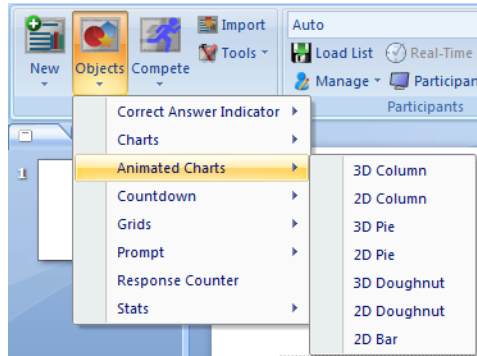 Import
Auto
New
Objects
Compete
Tools
Load List
Real-Time
Manage
Participants
Correct Answer Indicator
Charts
Animated Charts
Countdown
Grids
Prompt
Response Counter
Stats
3D Column
2D Column
3D Pie
2D Pie
3D Doughnut
2D Doughnut
2D Bar
1